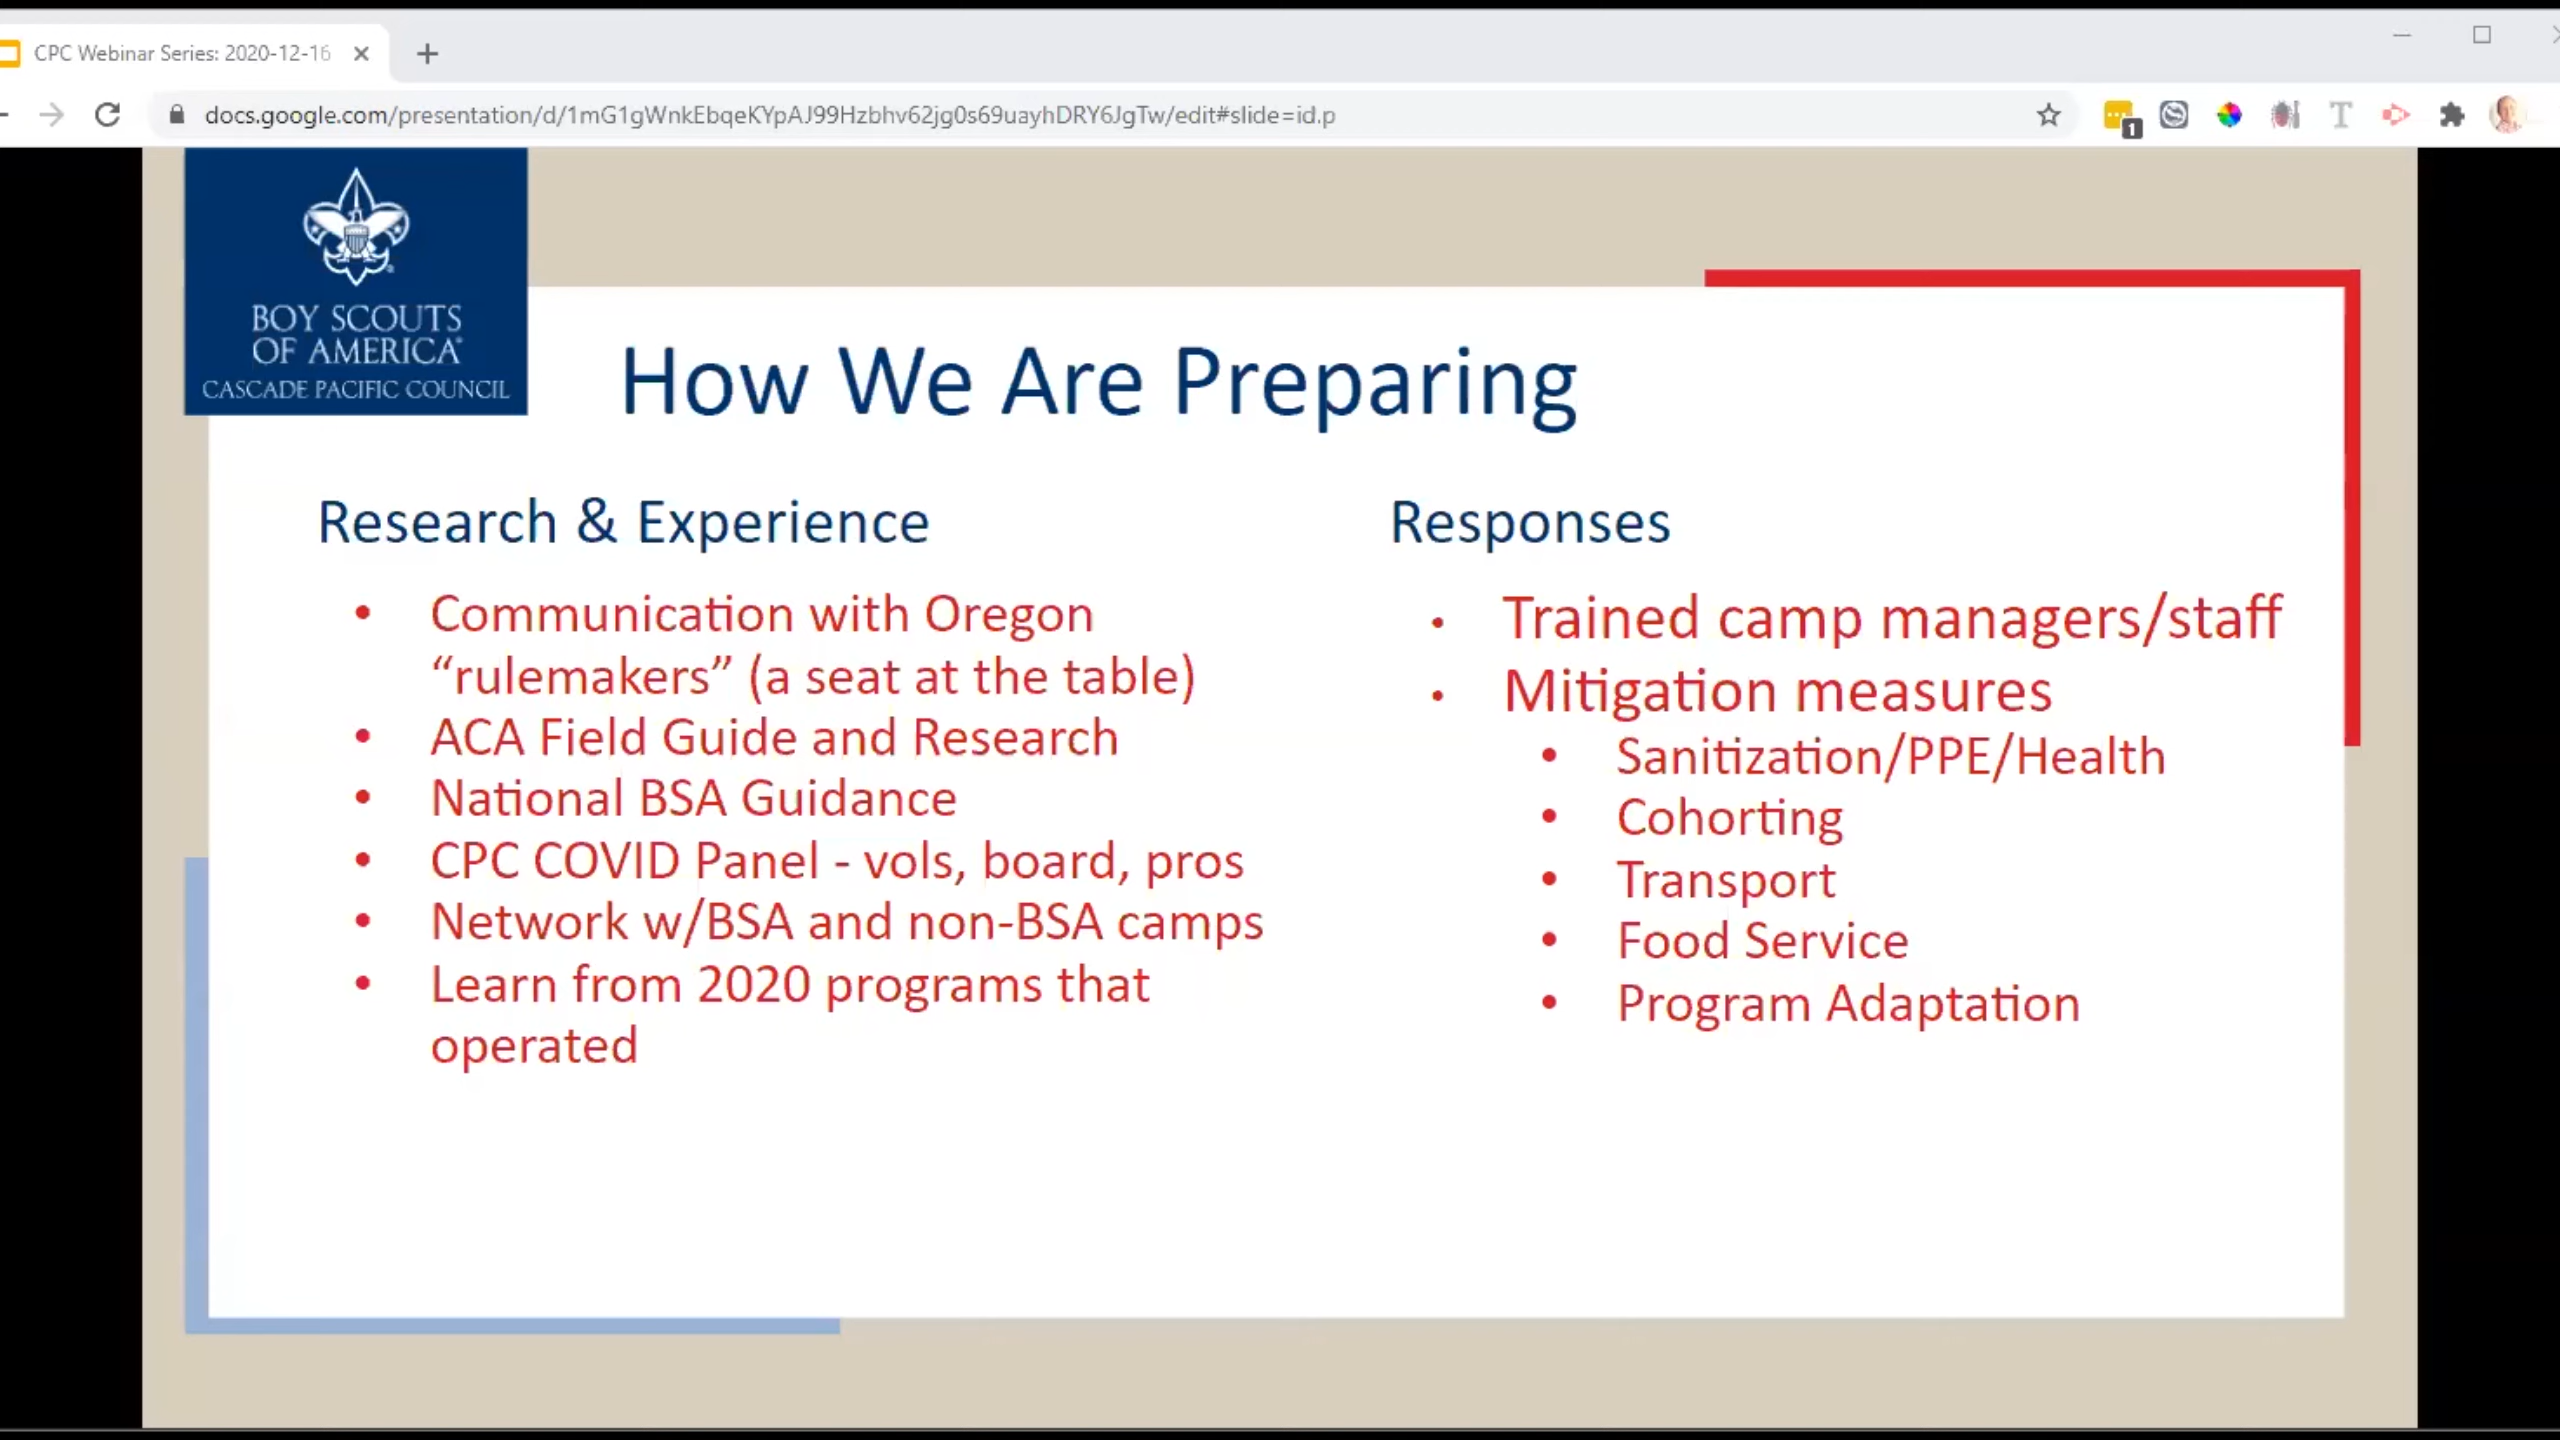 CPC Webinar Series: 2020-12-16
docs.google.com/presentation/d/1mG1gWnkEbqeKYpAJ99Hzbhv62jg0s69uayhDRY6JgTw/edit#slide=id.p
1
T
BOY SCOUTS
OF AMERICA®
CASCADE PACIFIC COUNCIL
How We Are Preparing
Research & Experience
• Communication with Oregon
“rulemakers” (a seat at the table)
• ACA Field Guide and Research
• National BSA Guidance
• CPC COVID Panel - vols, board, pros
• Network w/BSA and non-BSA camps
• Learn from 2020 programs that
operated
Responses
• Trained camp managers/staff
• Mitigation measures
• Sanitization/PPE/Health
• Cohorting
• Transport
• Food Service
• Program Adaptation